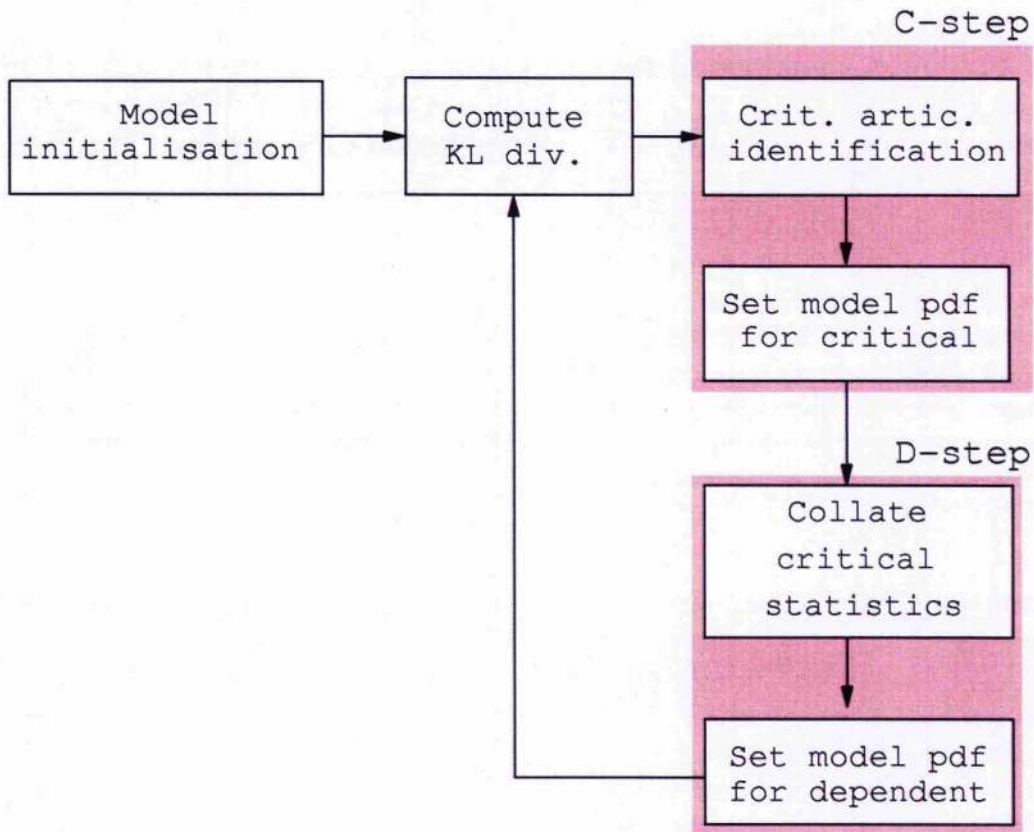 C-step
Model
initialisation
Compute
KL div.
Crit. artic.
identification
Set model pdf
for critical
D-step
Collate
critical
statistics
Set model pdf
for dependent